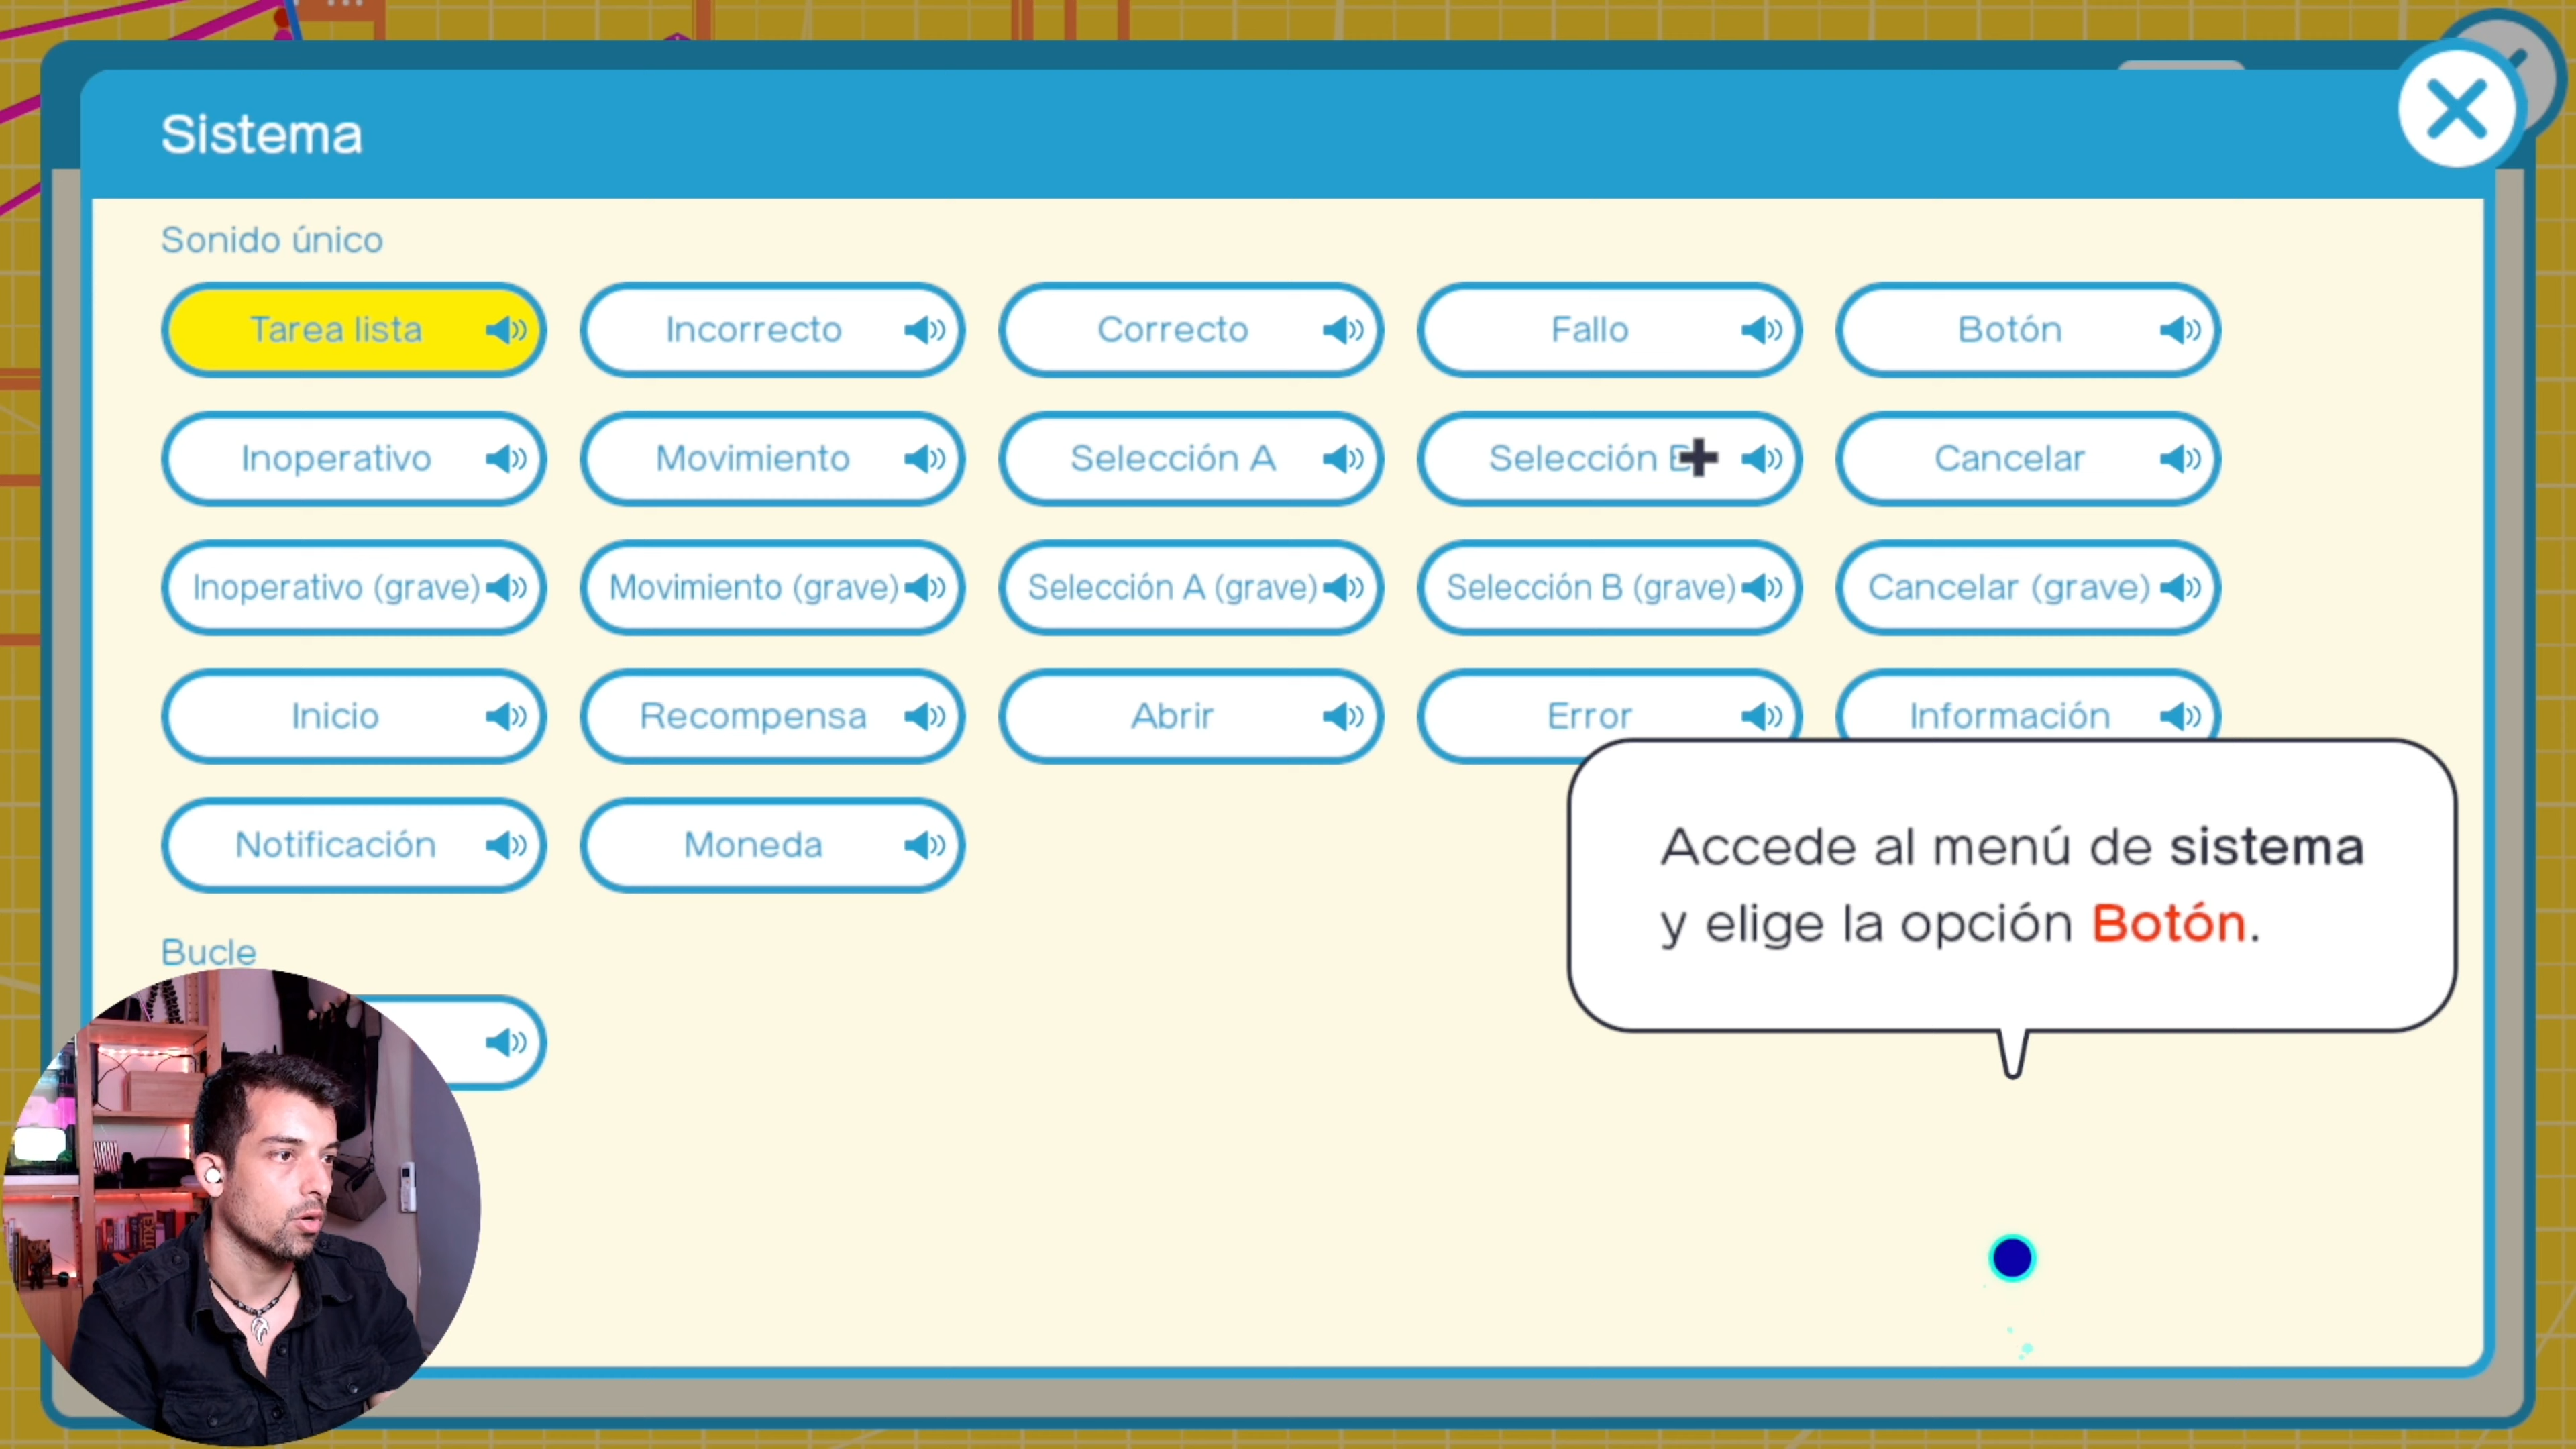 Sistema
Sonido único
Tarea lista
Incorrecto
Correcto
Fallo
Botón
Inoperativo
Movimiento
Selección A
Selección
Cancelar
Inoperativo (grave)
Movimiento (grave)
Selección A (grave)
Selección B (grave)
Cancelar (grave)
Inicio
Recompensa
Abrir
Error
Información
Notificación
Moneda
Accede al menú de sistema
y elige la opción Botón.
Bucle